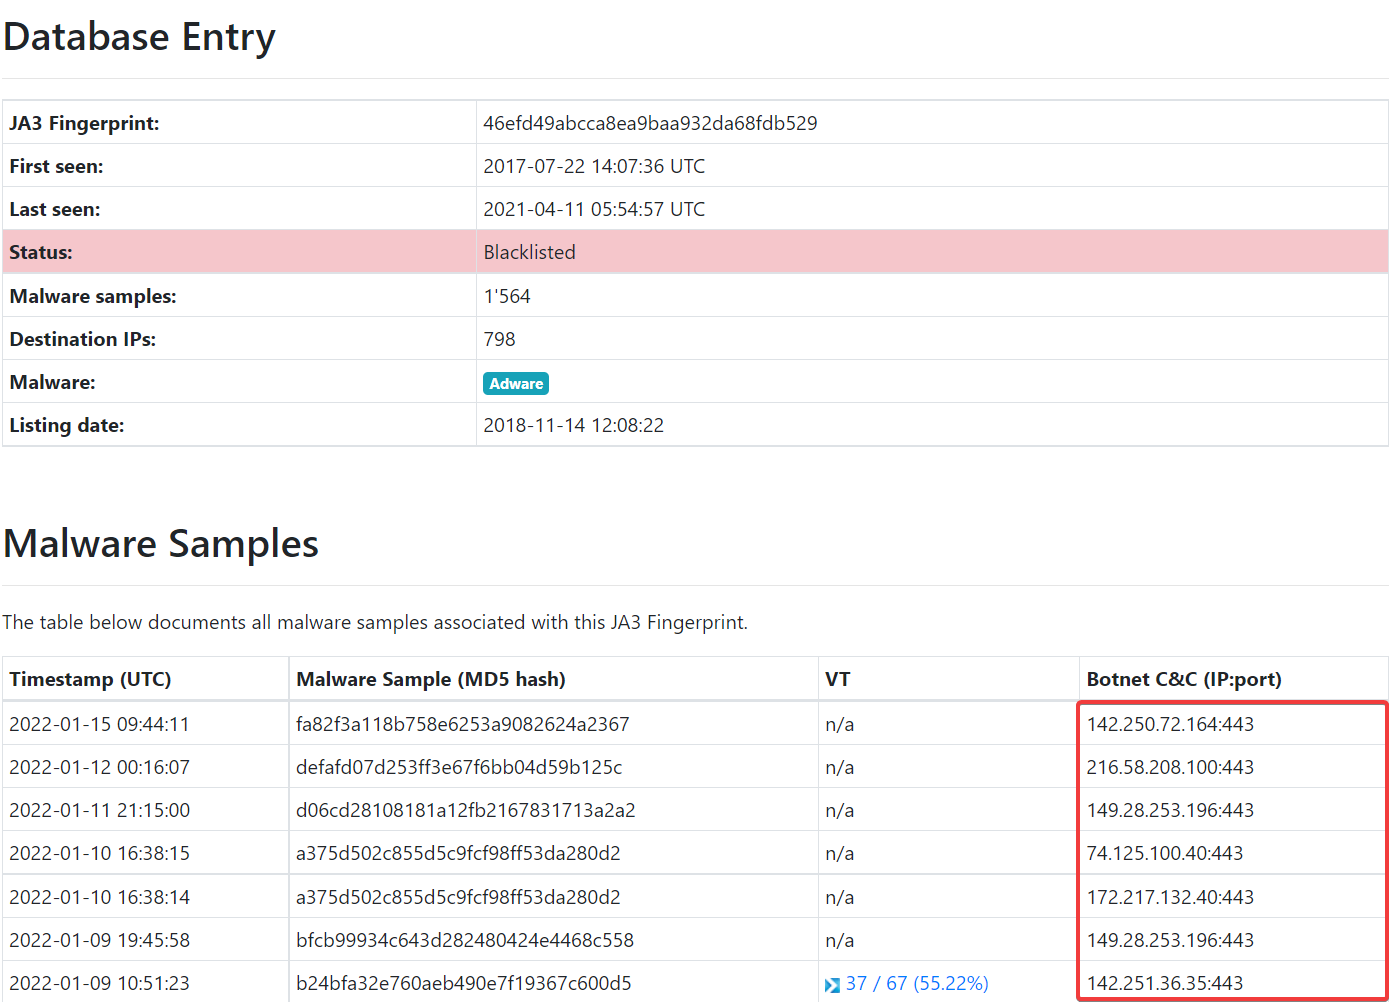 Database Entry
JA3 Fingerprint: 46efd49abcca8ea9baa932da68fdb529
First seen: 2017-07-22 14:07:36 UTC
Last seen: 2021-04-11 05:54:57 UTC
Status: Blacklisted
Malware samples: 1'564
Destination IPs: 798
Malware: Adware
Listing date: 2018-11-14 12:08:22
Malware Samples
The table below documents all malware samples associated with this JA3 Fingerprint.
Timestamp (UTC) Malware Sample (MD5 hash) VT Botnet C&C (IP:port)
2022-01-15 09:44:11 fa82f3a118b758e6253a9082624a2367 n/a 142.250.72.164:443
2022-01-12 00:16:07 defafd07d253ff3e67f6bb04d59b125c n/a 216.58.208.100:443
2022-01-11 21:15:00 d06cd28108181a12fb2167831713a2a2 n/a 149.28.253.196:443
2022-01-10 16:38:15 a375d502c855d5c9fcf98ff53da280d2 n/a 74.125.100.40:443
2022-01-10 16:38:14 a375d502c855d5c9fcf98ff53da280d2 n/a 172.217.132.40:443
2022-01-09 19:45:58 bfcb99934c643d282480424e4468c558 n/a 149.28.253.196:443
2022-01-09 10:51:23 b24bfa32e760aeb490e7f19367c600d5 37 / 67 (55.22%) 142.251.36.35:443